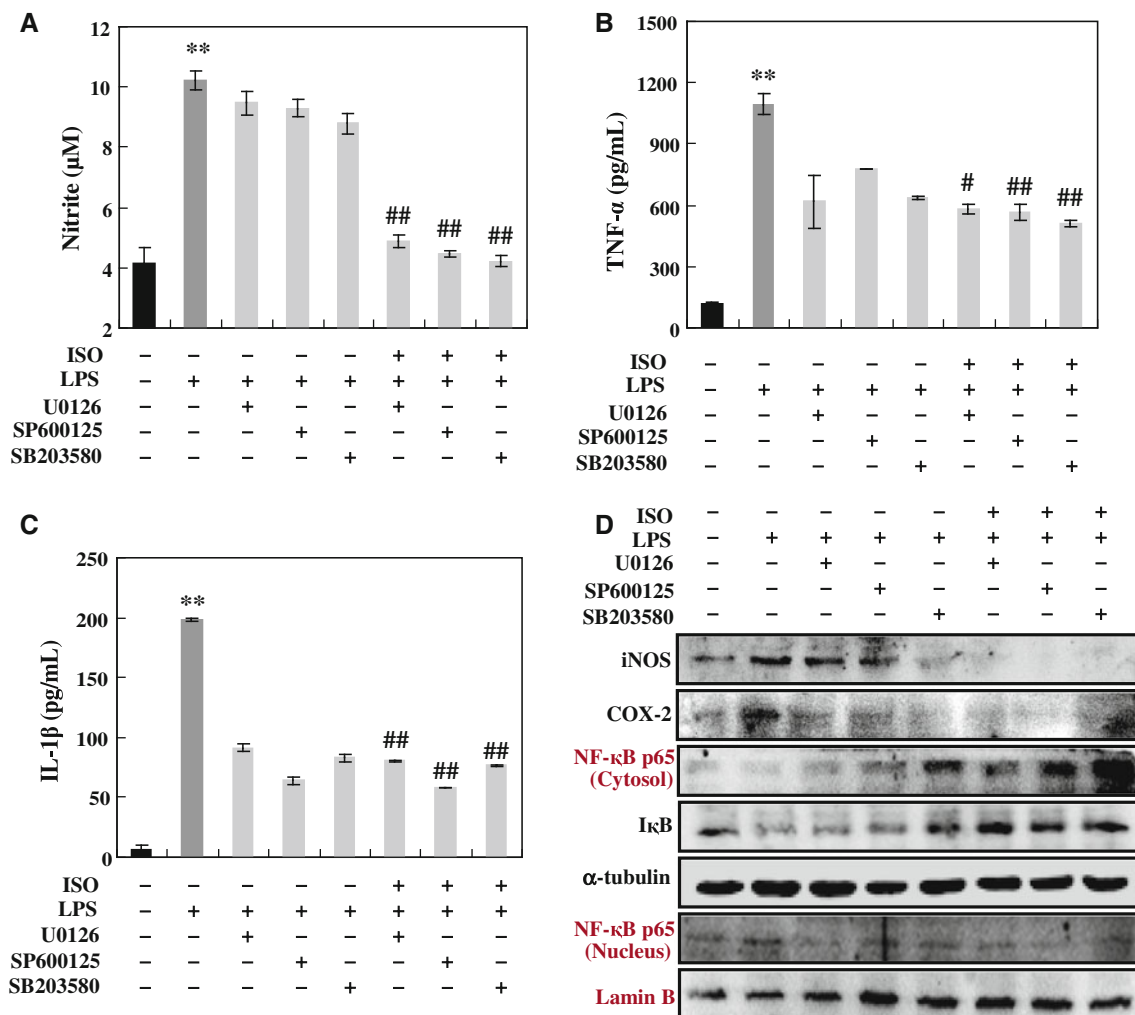 A
12
10
8
6
4
2
Nitrite (µM)
**
## ## ##
ISO – – – – – + + +
LPS – + + + + + + +
U0126 – – + – – + – –
SP600125 – – – + – – + –
SB203580 – – – – + – – +
B
1500
1200
900
600
300
0
TNF-α (pg/mL)
**
# ## ##
ISO – – – – – + + +
LPS – + + + + + + +
U0126 – – + – – + – –
SP600125 – – – + – – + –
SB203580 – – – – + – – +
C
250
200
150
100
50
0
IL-1β (pg/mL)
**
## ## ##
ISO – – – – – + + +
LPS – + + + + + + +
U0126 – – + – – + – –
SP600125 – – – + – – + –
SB203580 – – – – + – – +
D
ISO – – – – – + + +
LPS – + + + + + + +
U0126 – – + – – + – –
SP600125 – – – + – – + –
SB203580 – – – – + – – +
iNOS
COX-2
NF-κB p65
(Cytosol)
IκB
α-tubulin
NF-κB p65
(Nucleus)
Lamin B